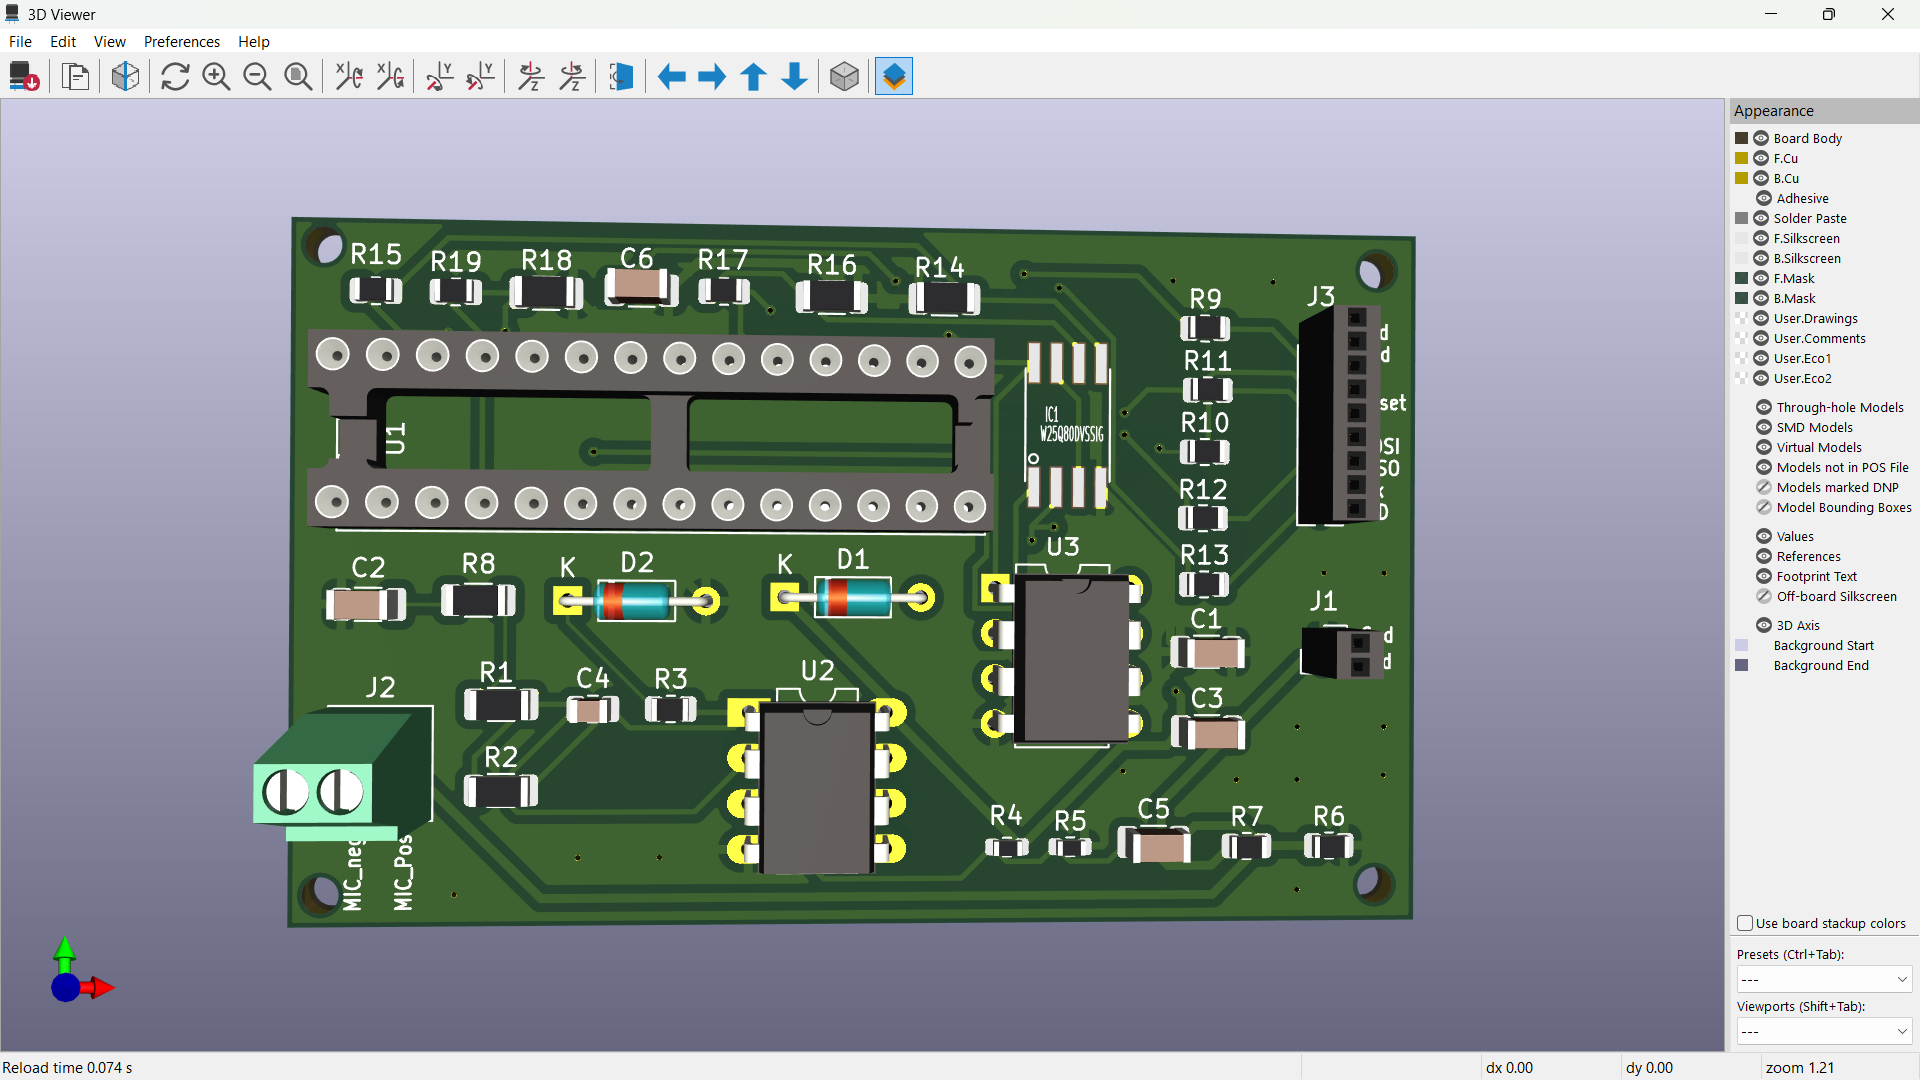 3D Viewer
File Edit View Preferences Help
Appearance
Board Body
F.Cu
B.Cu
Adhesive
Solder Paste
F.Silkscreen
B.Silkscreen
F.Mask
B.Mask
User.Drawings
User.Comments
User.Eco1
User.Eco2
Through-hole Models
SMD Models
Virtual Models
Models not in POS File
Models marked DNP
Model Bounding Boxes
Values
References
Footprint Text
Off-board Silkscreen
3D Axis
Background Start
Background End
Use board stackup colors
Presets (Ctrl+Tab):
---
Viewports (Shift+Tab):
---
R15 R19 R18 C6 R17 R16 R14
R9
J3
R11
R10
R12
R13
U1
IC1
W25Q80DVSSIG
set
C2 R8 K D2 K D1 U3
C1
J1
C3
J2 R1 C4 R3 U2
R2
R4 R5 C5 R7 R6
MIC_neg
MIC_Pos
Reload time 0.074 s
dx 0.00
dy 0.00
zoom 1.21